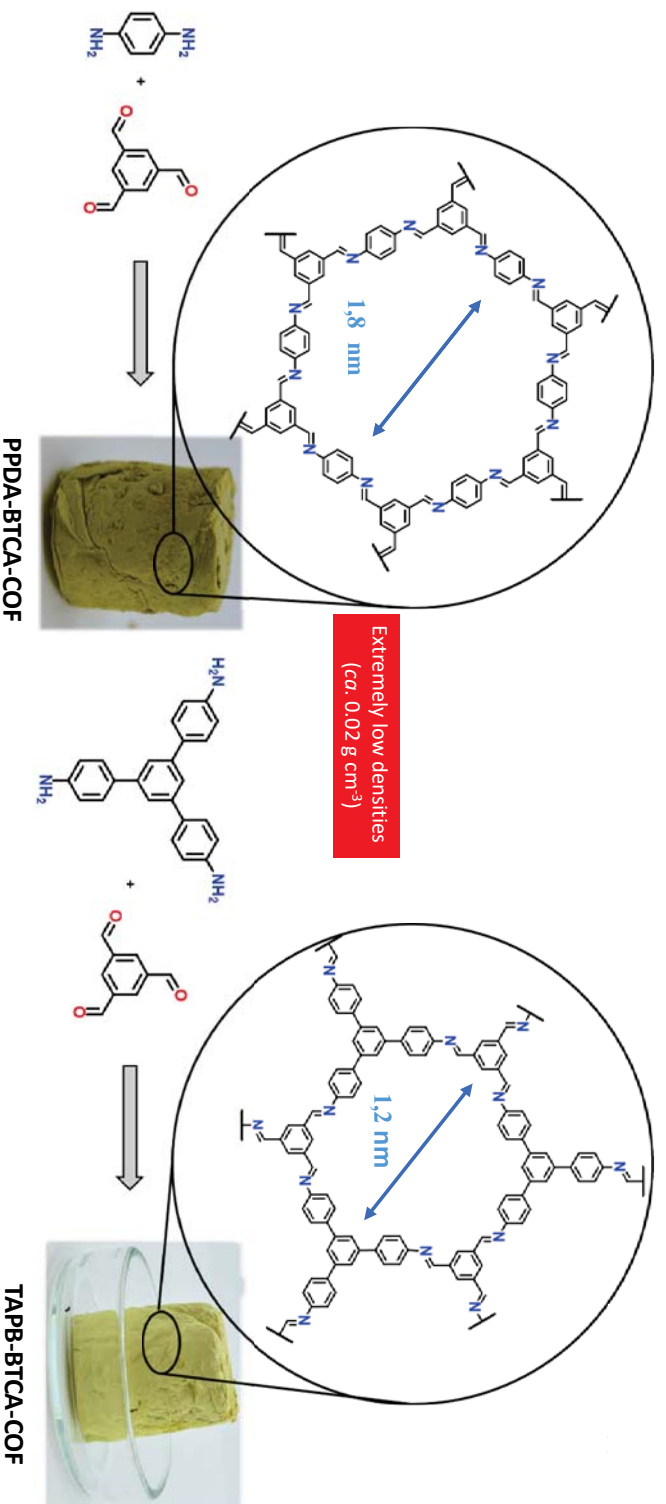 N
N
N
N
N
N
N
N
N
N
N
N
1,8 nm
Extremely low densities
(ca. 0.02 g cm⁻³)
N
N
N
N
N
N
N
N
N
N
N
N
1,2 nm
NH₂
NH₂
+
O
O
O
PPDA-BTCA-COF
H₂N
NH₂
NH₂
+
O
O
O
TAPB-BTCA-COF